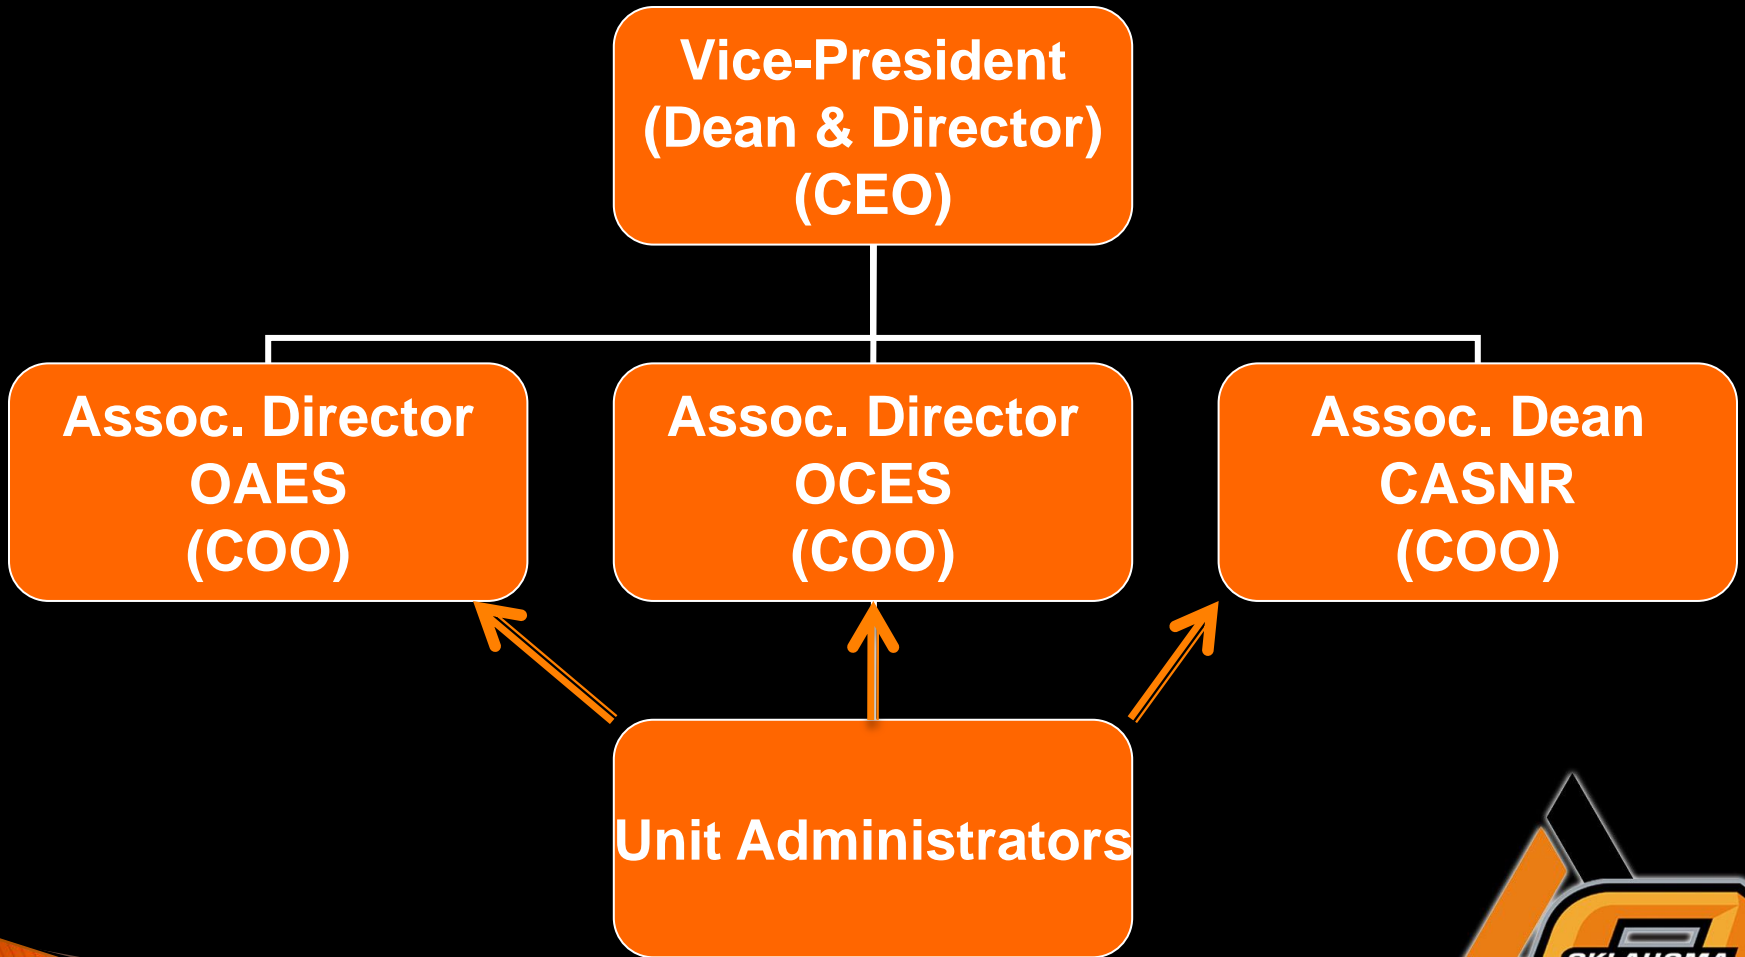 Vice-President
(Dean & Director)
(CEO)
Assoc. Director
OAES
(COO)
Assoc. Director
OCES
(COO)
Assoc. Dean
CASNR
(COO)
Unit Administrators
OKLAHOMA